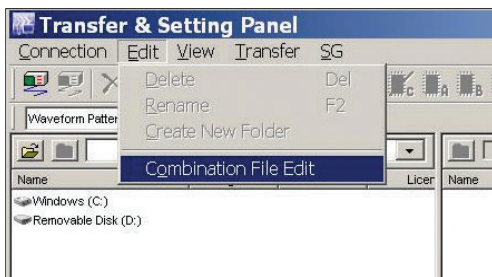 Transfer & Setting Panel
Connection Edit View Transfer SG
Delete Del
Rename F2
Create New Folder
Waveform Patter
Combination File Edit
Name Licer Name
Windows (C:)
Removable Disk (D:)